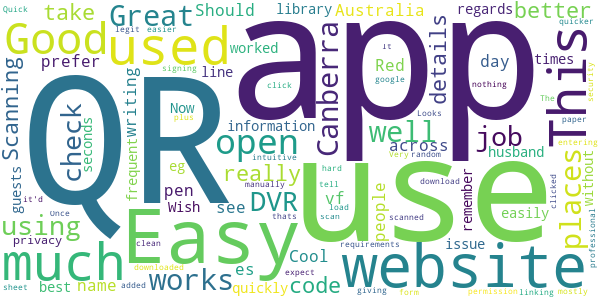 Quick take Great Should library Australia regards better
legit easier used worked Canberra it Red day times quicker
Good prefer line app google nothing This The security
Scanning QR signing click details Looks paper
check seconds Now plus open information well across job entering
guests Writing frequent eg intuitive hard Very random husband places Without
it'd pen really DVR tell yf people download remember easily clicked
using Once Wish manually see thats load scan scanned use issue professional
privacy Easy es Cool requirements website permission linking mostly
much clean works quickly code expect giving form
sheet best name downloaded added